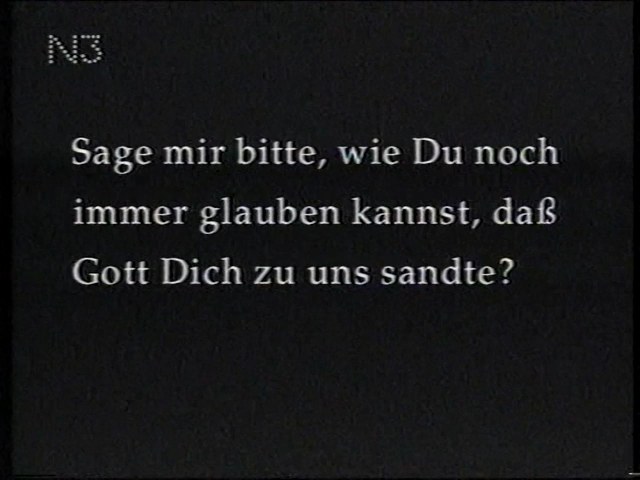 N3
Sage mir bitte, wie Du noch
immer glauben kannst, daß
Gott Dich zu uns sandte?